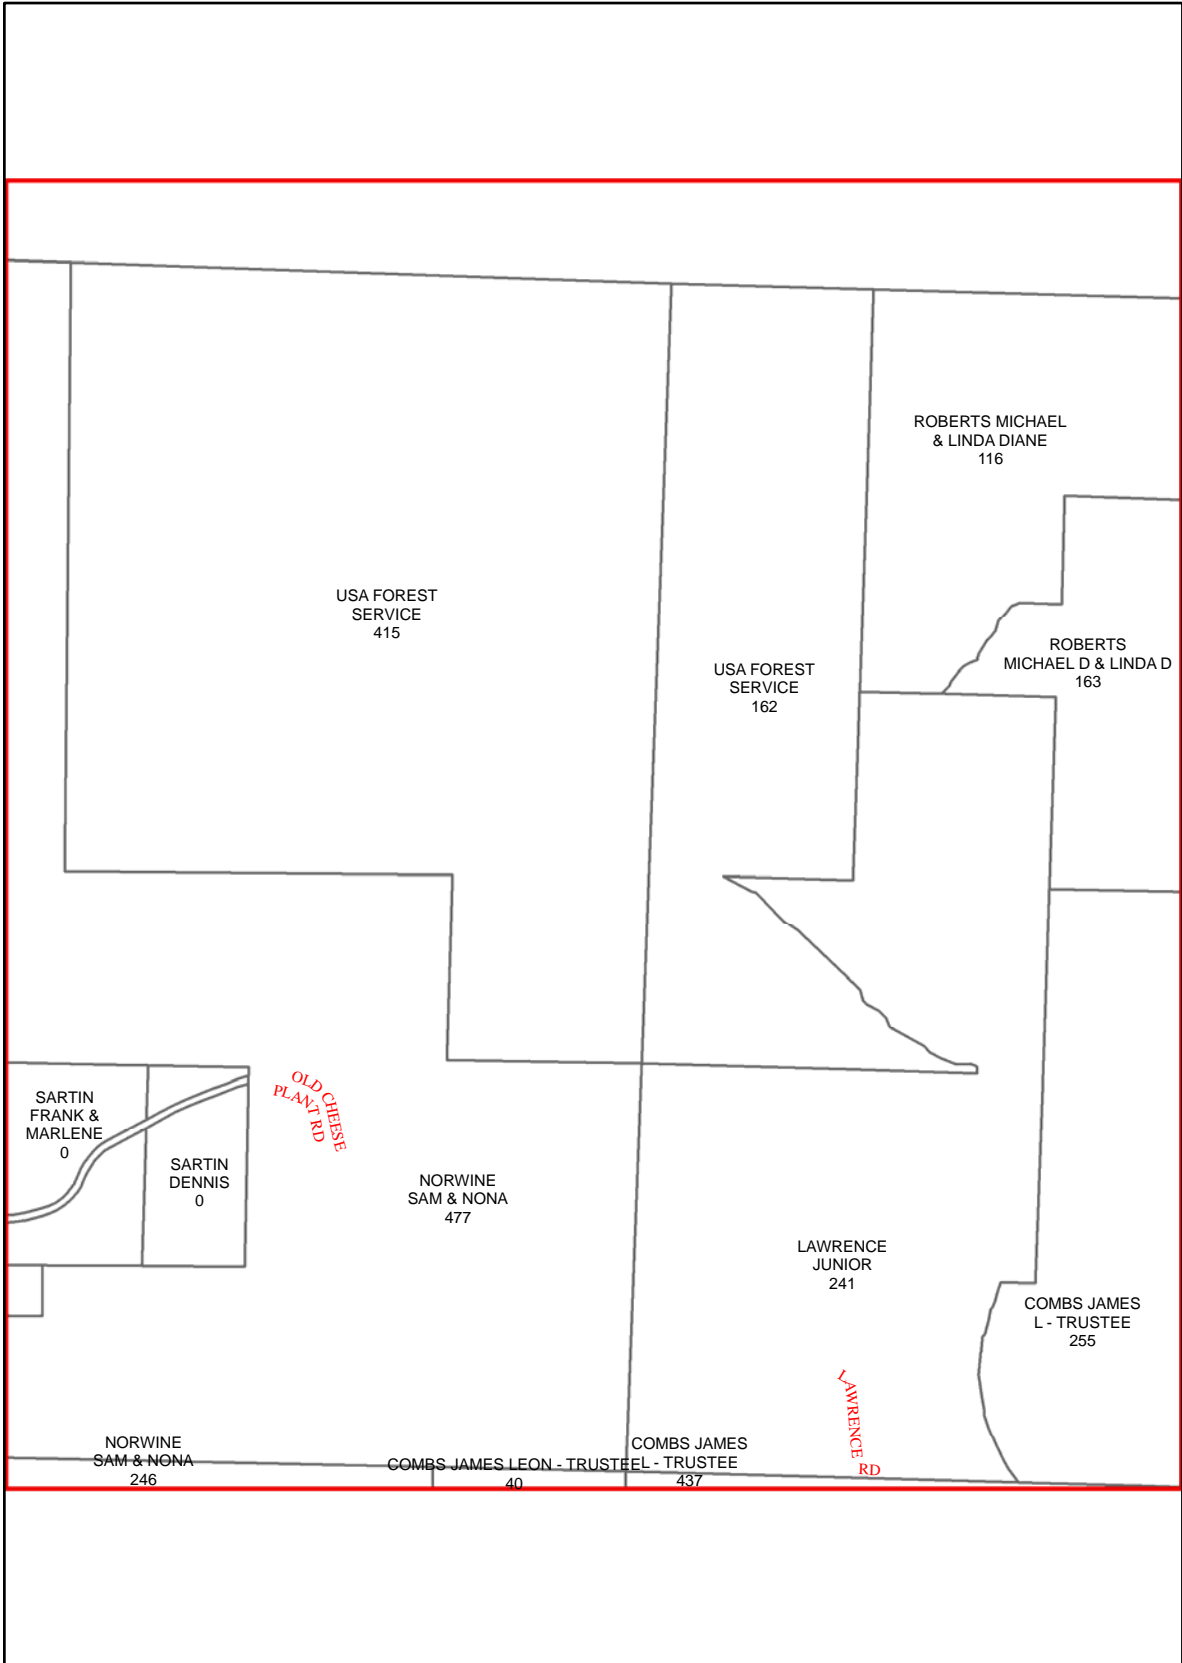 ROBERTS MICHAEL
& LINDA DIANE
116
USA FOREST
SERVICE
415
ROBERTS
MICHAEL D & LINDA D
163
USA FOREST
SERVICE
162
OLD CHEESE
PLANT RD
SARTIN
FRANK &
MARLENE
0
SARTIN
DENNIS
0
NORWINE
SAM & NONA
477
LAWRENCE
JUNIOR
241
COMBS JAMES
L - TRUSTEE
255
LAWRENCE
RD
NORWINE
SAM & NONA
246
COMBS JAMES LEON - TRUSTEE
40
COMBS JAMES
L - TRUSTEE
437